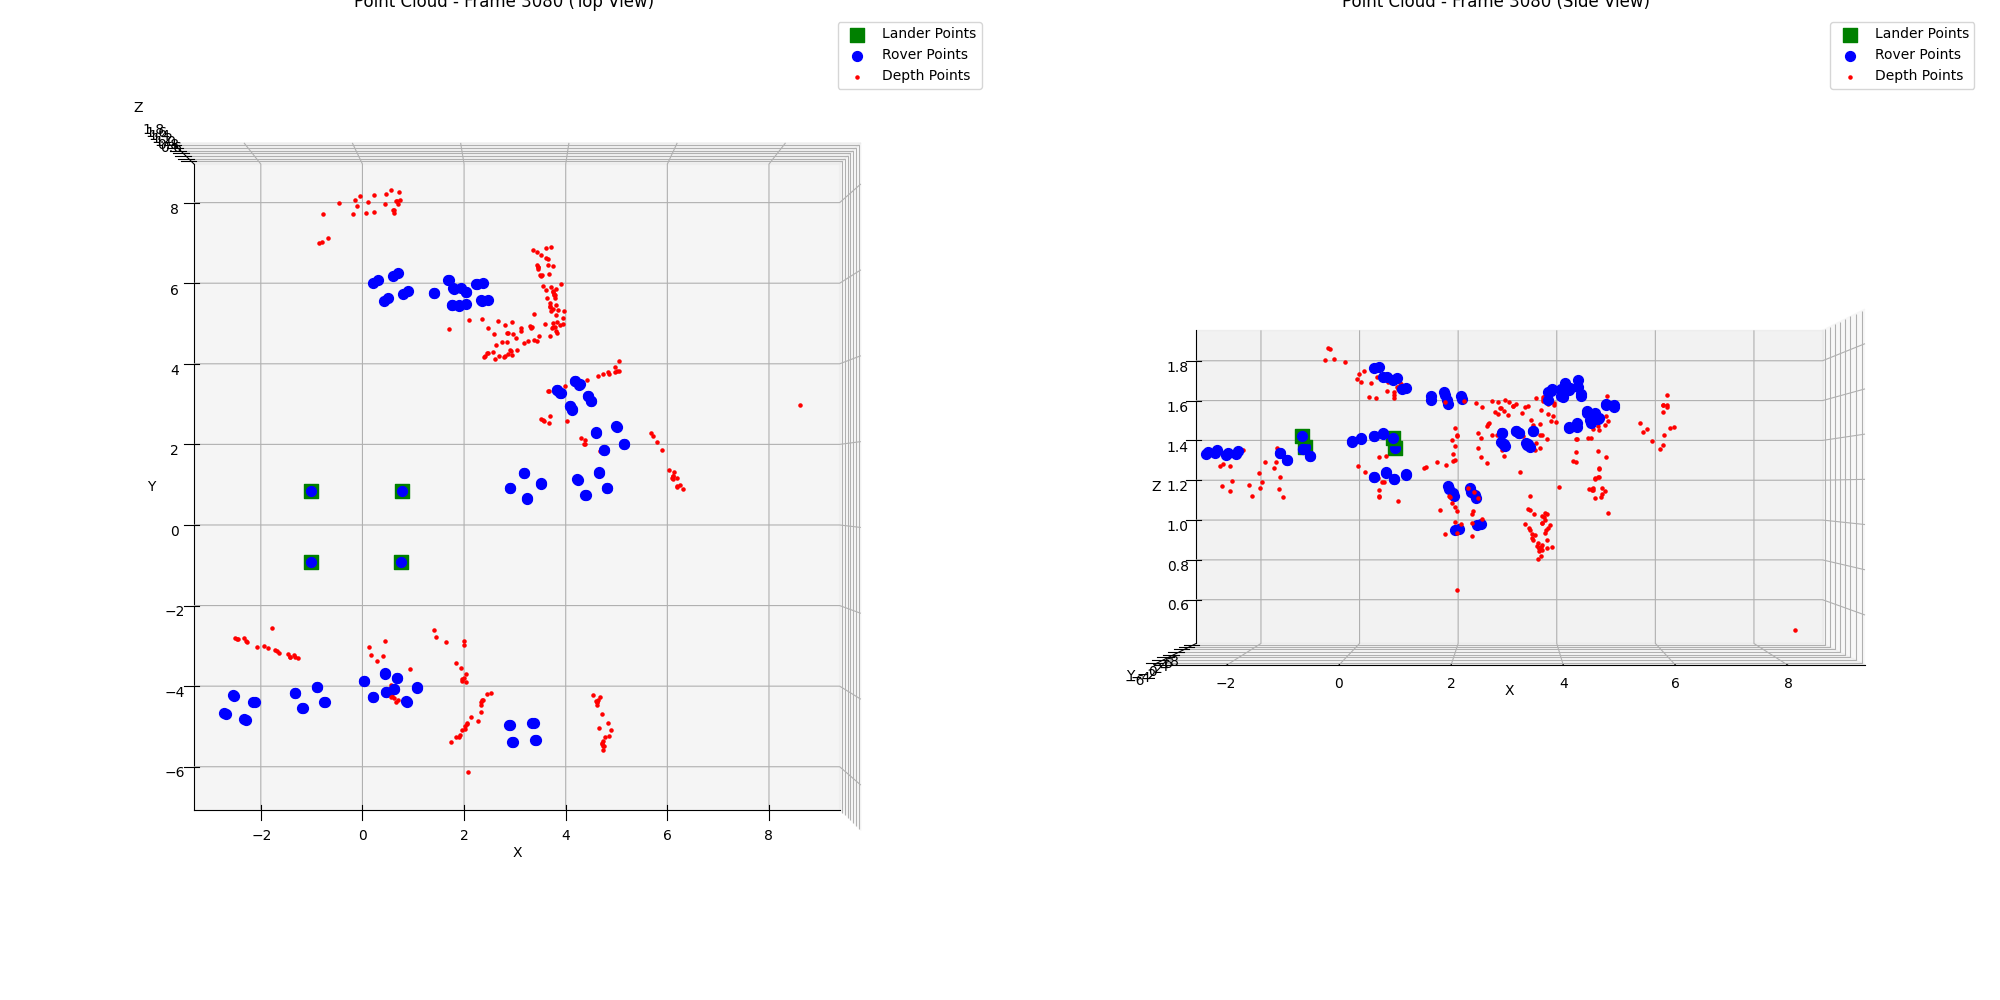 Point Cloud - Frame 3080 (Top View)
Lander Points
Rover Points
Depth Points
Z
1.8
8
6
4
Y
2
0
−2
−4
−6
−2
0
2
4
6
8
X
Point Cloud - Frame 3080 (Side View)
Lander Points
Rover Points
Depth Points
1.8
1.6
1.4
Z
1.2
1.0
0.8
0.6
Y
−2
0
2
4
6
8
X